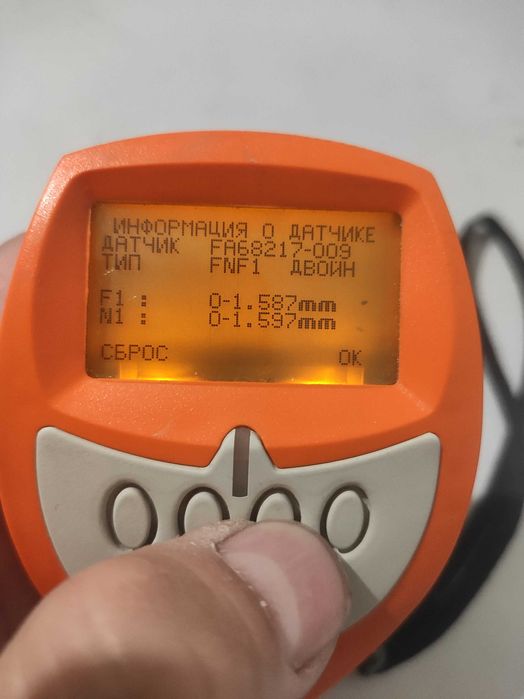 ИНФОРМАЦИЯ О ДАТЧИКЕ
ДАТЧИК FA68217-009
ТИП FNF1 ДВОЙН
F1 : 0-1.587mm
N1 : 0-1.597mm
СБРОС OK